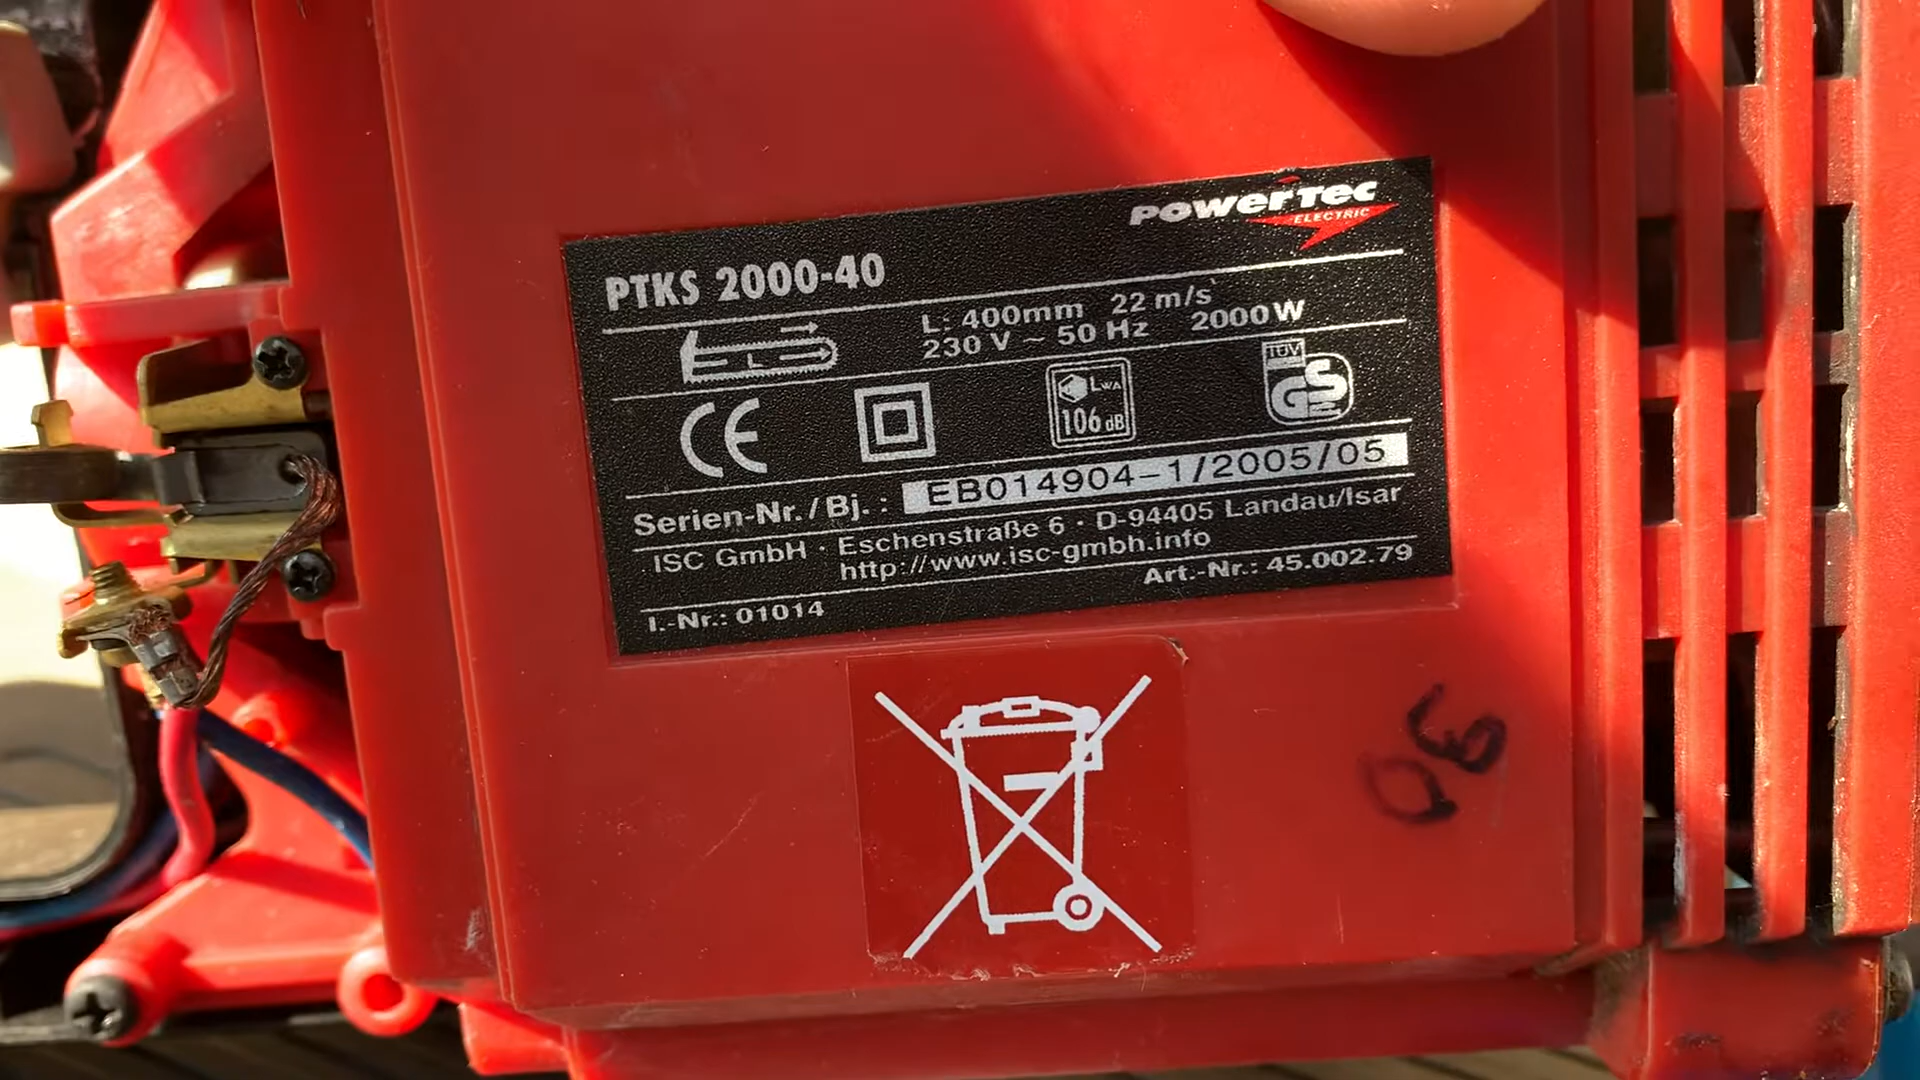 POWERTEC
ELECTRIC
PTKS 2000-40
L: 400mm 22 m/s
230 V ~ 50 Hz 2000W
L
CE
LWA
106 dB
TÜV
GS
Serien-Nr./Bj.: EB014904-1/2005/05
ISC GmbH · Eschenstraße 6 · D-94405 Landau/Isar
http://www.isc-gmbh.info
I.-Nr.: 01014 Art.-Nr.: 45.002.79